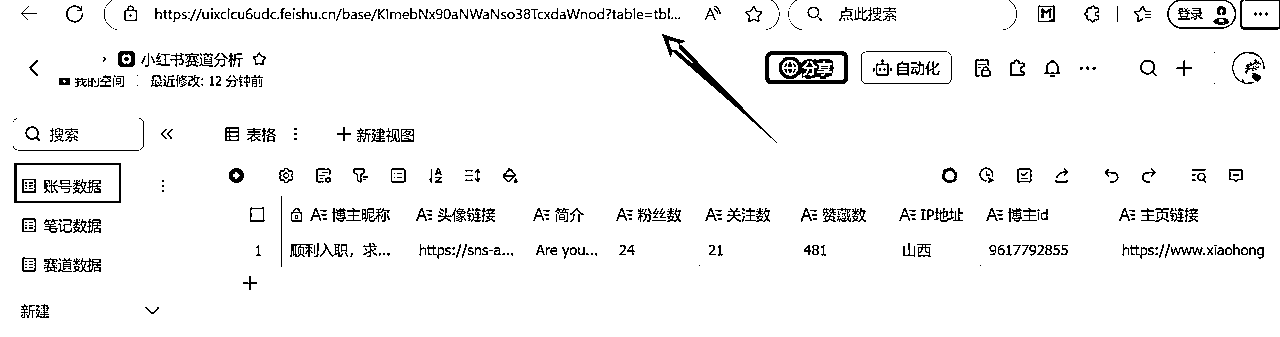 https://uixclcu6udc.feishu.cn/base/KImebNx90aNWaNso38TcxdaWnod?table=tbl... A 点此搜索 登录 ...
小红书赛道分析 分享 自动化
我的空间 最近修改: 12 分钟前
搜索 表格 新建视图
账号数据
笔记数据
赛道数据
新建
博主昵称 头像链接 简介 粉丝数 关注数 赞藏数 IP地址 博主id 主页链接
1 顺利入职，求... https://sns-a... Are you... 24 21 481 山西 9617792855 https://www.xiaohong